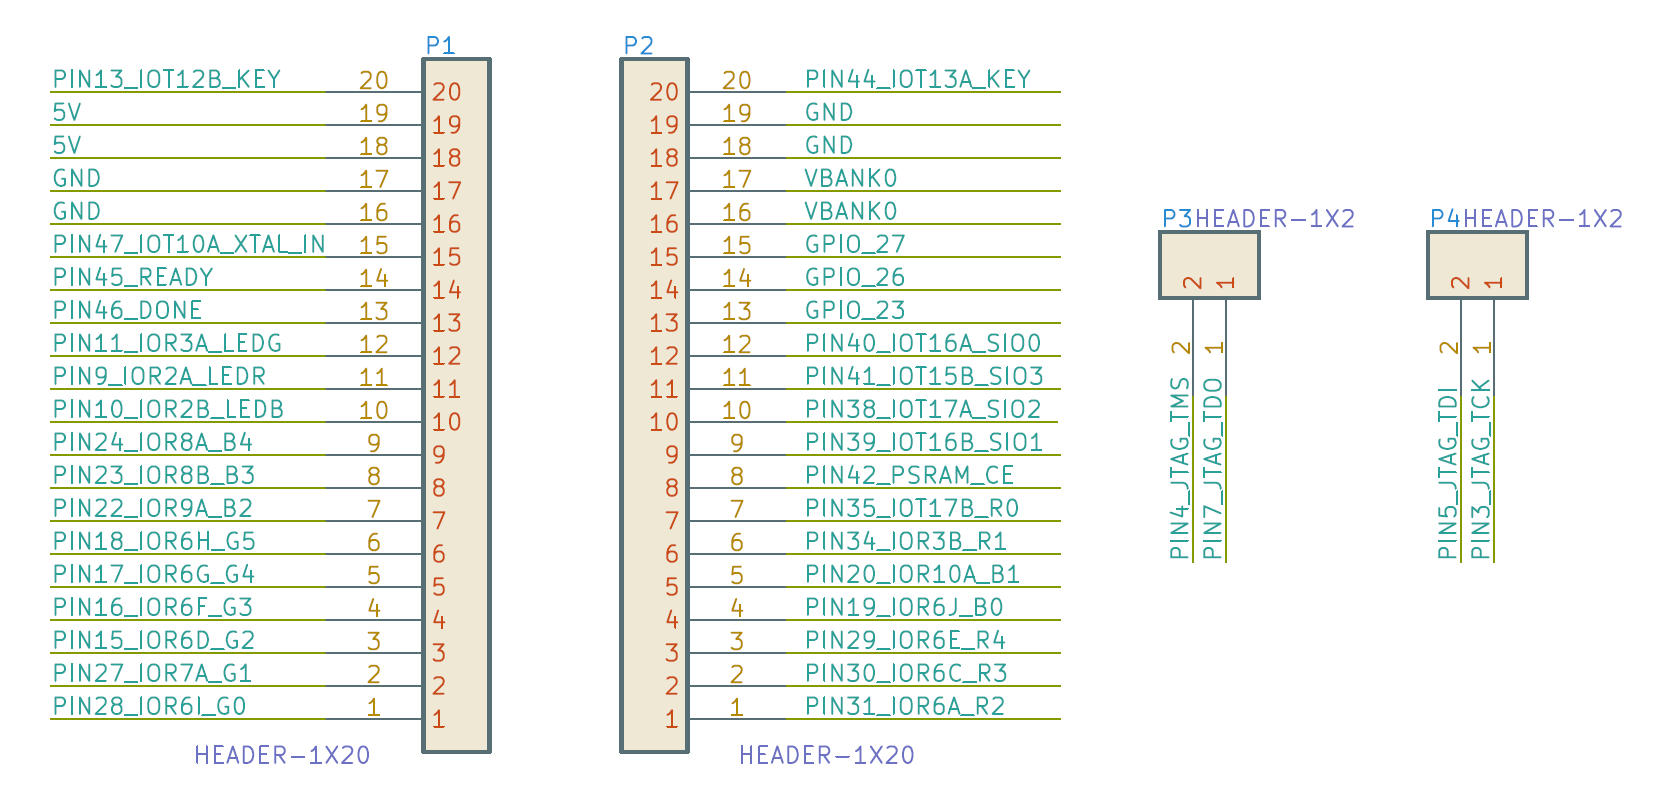 P1
PIN13_IOT12B_KEY 20 20
5V 19 19
5V 18 18
GND 17 17
GND 16 16
PIN47_IOT10A_XTAL_IN 15 15
PIN45_READY 14 14
PIN46_DONE 13 13
PIN11_IOR3A_LEDG 12 12
PIN9_IOR2A_LEDR 11 11
PIN10_IOR2B_LEDB 10 10
PIN24_IOR8A_B4 9 9
PIN23_IOR8B_B3 8 8
PIN22_IOR9A_B2 7 7
PIN18_IOR6H_G5 6 6
PIN17_IOR6G_G4 5 5
PIN16_IOR6F_G3 4 4
PIN15_IOR6D_G2 3 3
PIN27_IOR7A_G1 2 2
PIN28_IOR6I_G0 1 1
HEADER-1X20
P2
20 20 PIN44_IOT13A_KEY
19 19 GND
18 18 GND
17 17 VBANK0
16 16 VBANK0
15 15 GPIO_27
14 14 GPIO_26
13 13 GPIO_23
12 12 PIN40_IOT16A_SIO0
11 11 PIN41_IOT15B_SIO3
10 10 PIN38_IOT17A_SIO2
9 9 PIN39_IOT16B_SIO1
8 8 PIN42_PSRAM_CE
7 7 PIN35_IOT17B_R0
6 6 PIN34_IOR3B_R1
5 5 PIN20_IOR10A_B1
4 4 PIN19_IOR6J_B0
3 3 PIN29_IOR6E_R4
2 2 PIN30_IOR6C_R3
1 1 PIN31_IOR6A_R2
HEADER-1X20
P3HEADER-1X2
2 2 PIN4_JTAG_TMS
1 1 PIN7_JTAG_TDO
P4HEADER-1X2
2 2 PIN5_JTAG_TDI
1 1 PIN3_JTAG_TCK